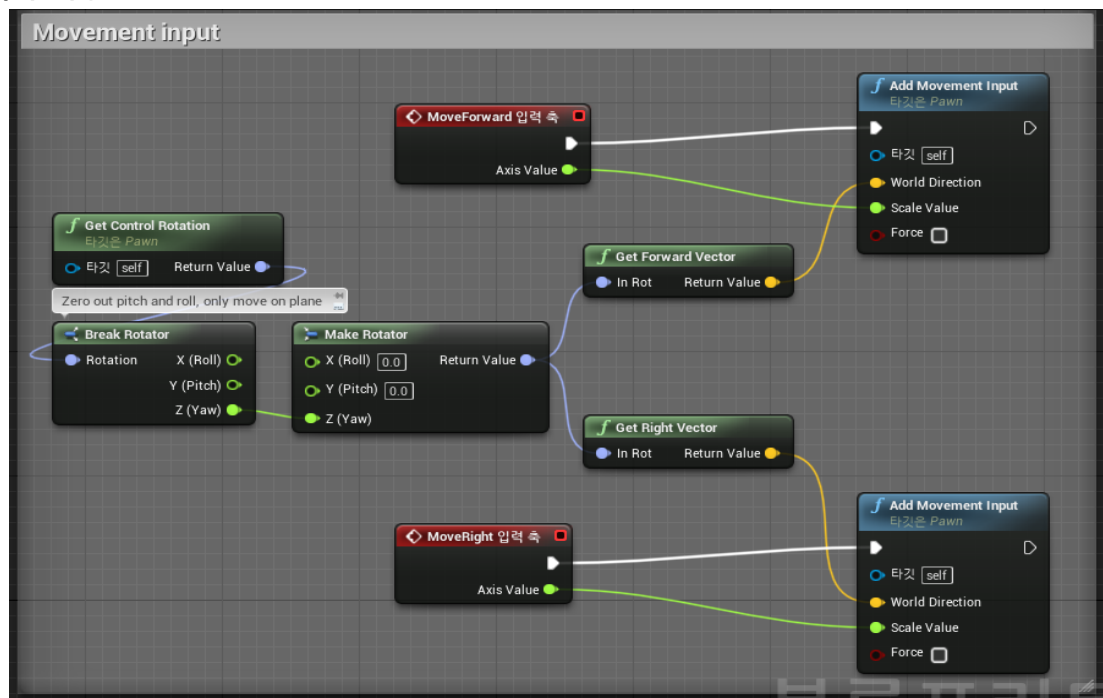 Movement input
Add Movement Input
타깃은 Pawn
MoveForward 입력 축
타깃 self
Axis Value
World Direction
Scale Value
Get Control Rotation
타깃은 Pawn
Force
타깃 self Return Value
Get Forward Vector
In Rot Return Value
Zero out pitch and roll, only move on plane
Break Rotator
Make Rotator
Rotation X (Roll)
X (Roll) 0.0 Return Value
Y (Pitch)
Y (Pitch) 0.0
Z (Yaw)
Z (Yaw)
Get Right Vector
In Rot Return Value
Add Movement Input
타깃은 Pawn
MoveRight 입력 축
타깃 self
Axis Value
World Direction
Scale Value
Force